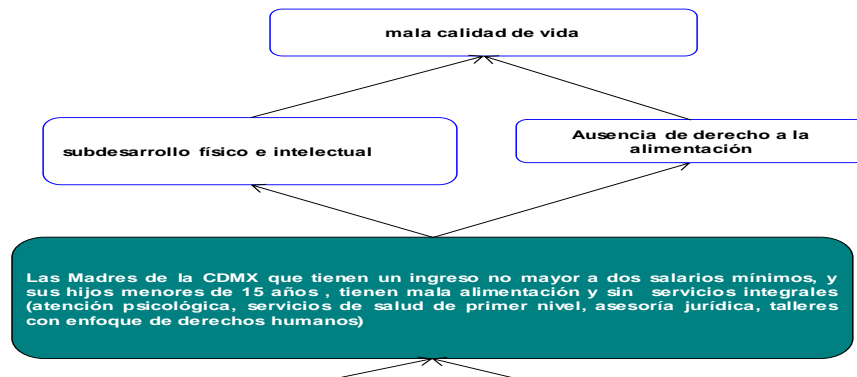 mala calidad de vida
subdesarrollo físico e intelectual
Ausencia de derecho a la
alimentación
Las Madres de la CDMX que tienen un ingreso no mayor a dos salarios mínimos, y
sus hijos menores de 15 años , tienen mala alimentación y sin servicios integrales
(atención psicológica, servicios de salud de primer nivel, asesoría jurídica, talleres
con enfoque de derechos humanos)